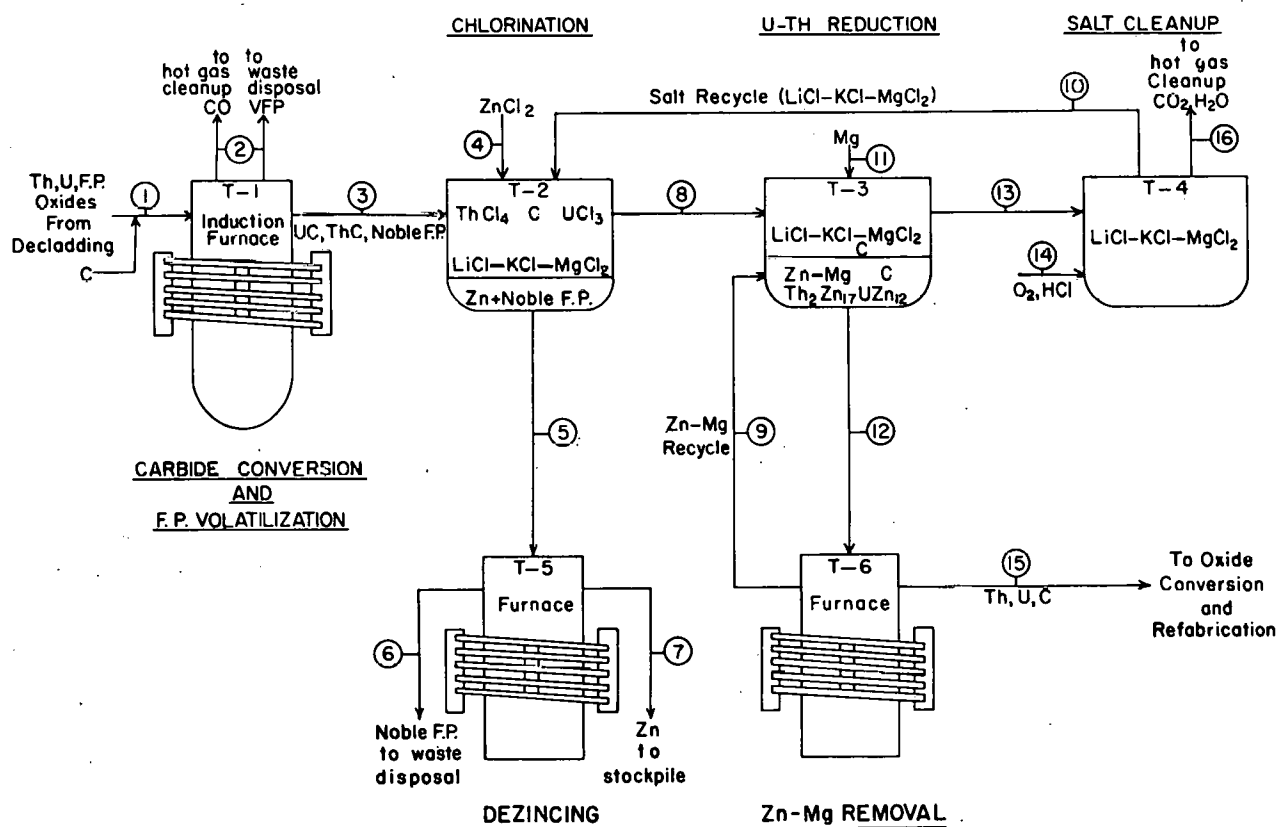 CHLORINATION
U-TH REDUCTION
SALT CLEANUP
to
hot gas
cleanup
CO
to
waste
disposal
VFP
2
Th,U,F.P.
Oxides
From
Decladding
C
1
T-1
Induction
Furnace
3
UC, ThC, Noble F.P.
ZnCl2
4
T-2
ThCl4 C UCl3
LiCl-KCl-MgCl2
Zn+Noble F.P.
Salt Recycle (LiCl-KCl-MgCl2)
10
8
Mg
11
T-3
LiCl-KCl-MgCl2
C
Zn-Mg C
Th2Zn17UZn12
13
to
hot gas
Cleanup
CO2,H2O
16
T-4
LiCl-KCl-MgCl2
14
O2,HCl
CARBIDE CONVERSION
AND
F.P. VOLATILIZATION
5
Zn-Mg
Recycle
9
12
T-5
Furnace
6
7
Noble F.P.
to waste
disposal
Zn
to
stockpile
T-6
Furnace
15
Th, U, C
To Oxide
Conversion
and
Refabrication
DEZINCING
Zn-Mg REMOVAL